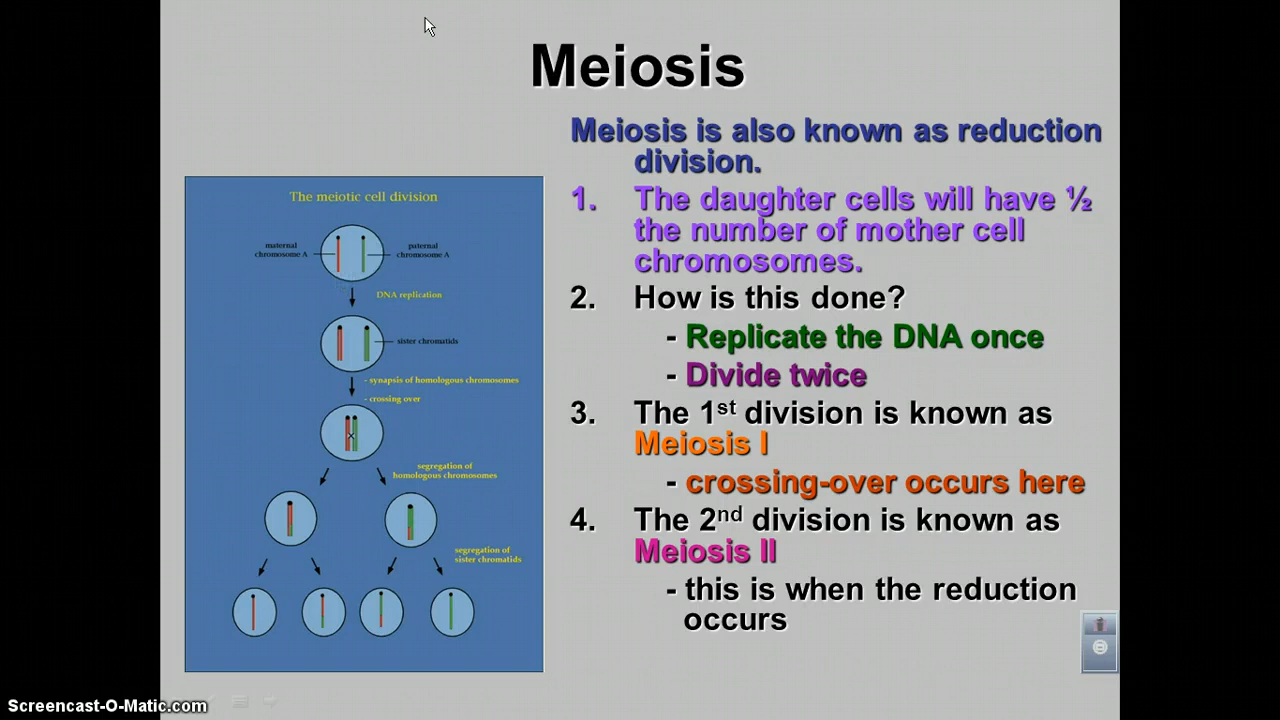 Meiosis
Meiosis is also known as reduction
division.
1. The daughter cells will have ½
the number of mother cell
chromosomes.
2. How is this done?
- Replicate the DNA once
- Divide twice
3. The 1st division is known as
Meiosis I
- crossing-over occurs here
4. The 2nd division is known as
Meiosis II
- this is when the reduction
occurs
The meiotic cell division
maternal
chromosome A
paternal
chromosome A
DNA replication
sister chromatids
- synapsis of homologous chromosomes
- crossing over
segregation of
homologous chromosomes
segregation of
sister chromatids
Screencast-O-Matic.com